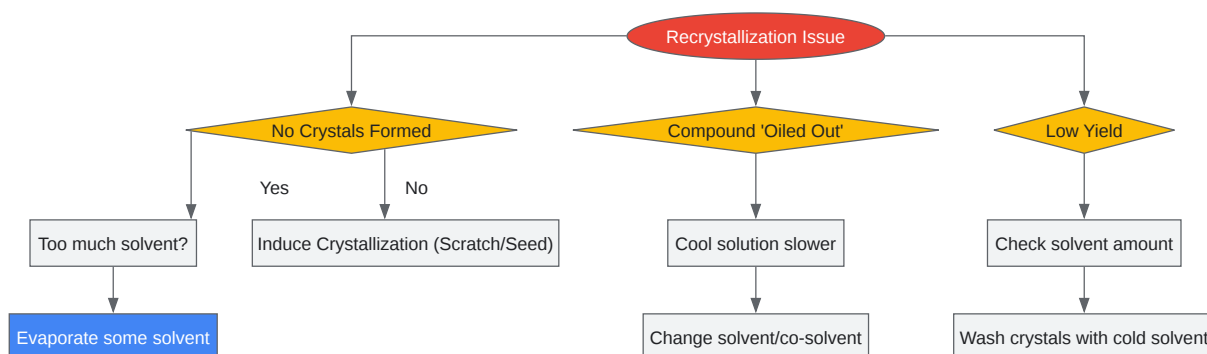 Recrystallization Issue
No Crystals Formed
Compound 'Oiled Out'
Low Yield
Yes
No
Too much solvent?
Induce Crystallization (Scratch/Seed)
Cool solution slower
Check solvent amount
Evaporate some solvent
Change solvent/co-solvent
Wash crystals with cold solvent